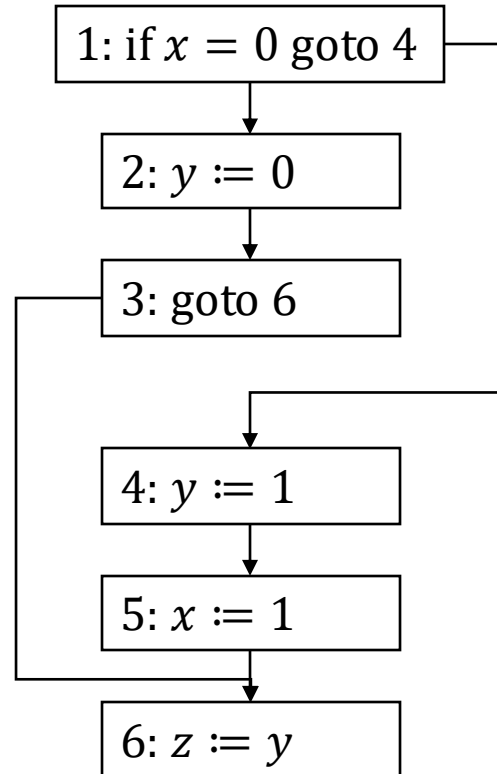 1: if x = 0 goto 4
2: y := 0
3: goto 6
4: y := 1
5: x := 1
6: z := y